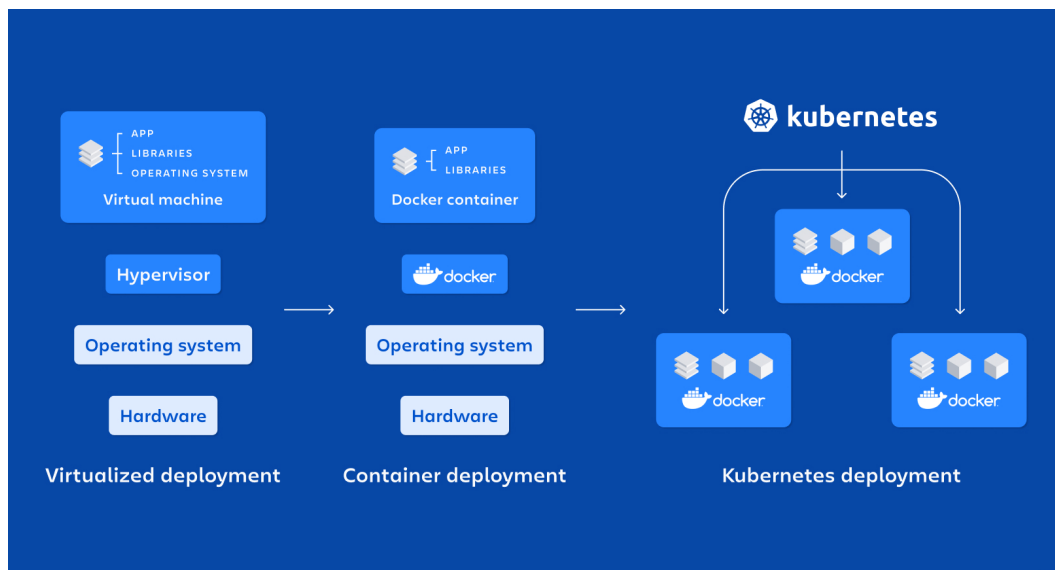 APP
LIBRARIES
OPERATING SYSTEM
Virtual machine
Hypervisor
Operating system
Hardware
Virtualized deployment
APP
LIBRARIES
Docker container
docker
Operating system
Hardware
Container deployment
kubernetes
docker
docker
docker
Kubernetes deployment